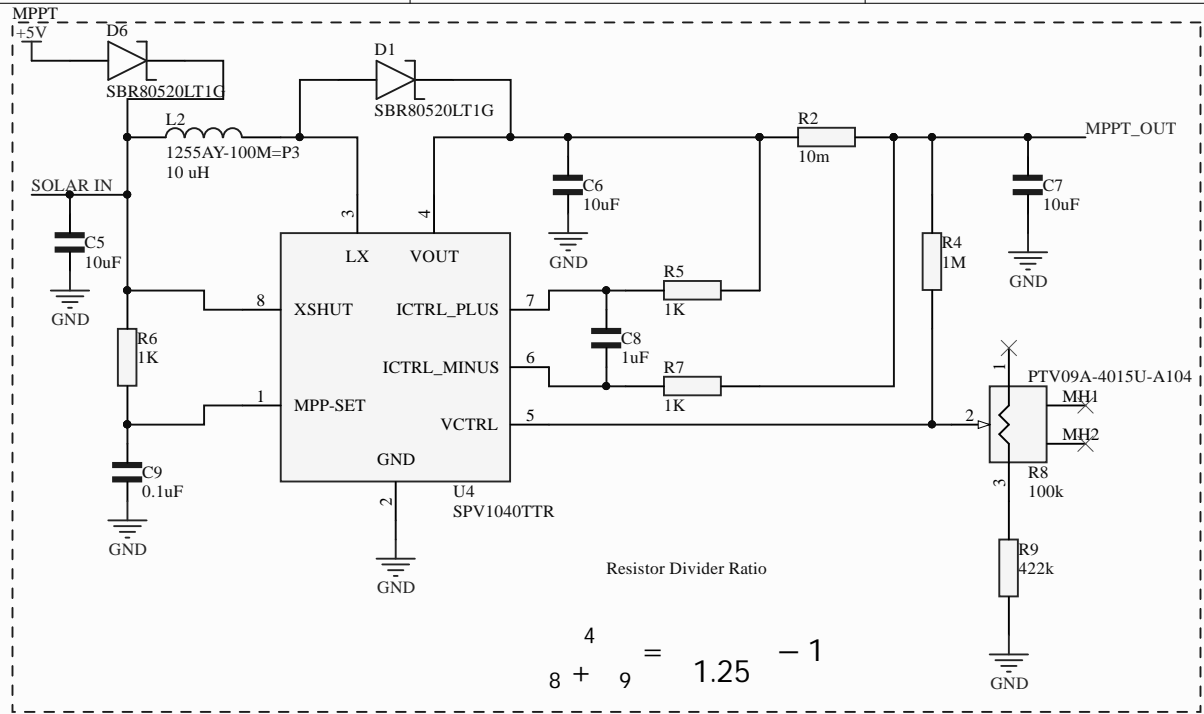 MPPT
+5V
D6
SBR80520LT1G
D1
SBR80520LT1G
L2
1255AY-100M=P3
10 uH
R2
10m
MPPT_OUT
SOLAR IN
C5
10uF
GND
C6
10uF
GND
C7
10uF
GND
R4
1M
3
4
LX
VOUT
8
XSHUT
ICTRL_PLUS
7
R5
1K
C8
1uF
R6
1K
ICTRL_MINUS
6
R7
1K
1
MPP-SET
VCTRL
5
GND
2
U4
SPV1040TTR
GND
C9
0.1uF
GND
1
PTV09A-4015U-A104
MH1
2
MH2
3
R8
100k
R9
422k
GND
Resistor Divider Ratio
4
8 + 9 = 1.25 − 1